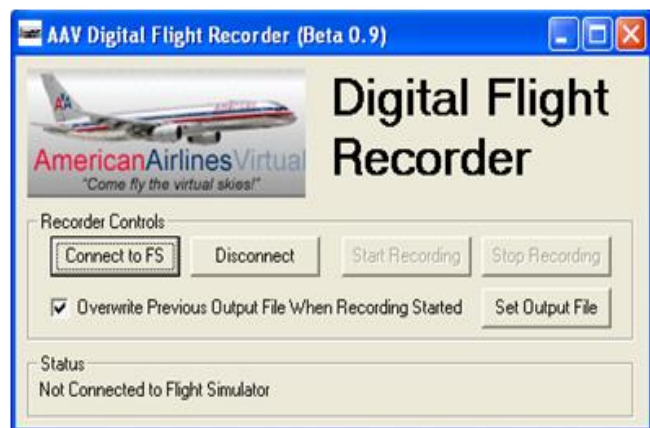 AAV Digital Flight Recorder (Beta 0.9)
Digital Flight
Recorder
AmericanAirlinesVirtual
"Come fly the virtual skies!"
Recorder Controls
Connect to FS Disconnect Start Recording Stop Recording
Overwrite Previous Output File When Recording Started Set Output File
Status
Not Connected to Flight Simulator